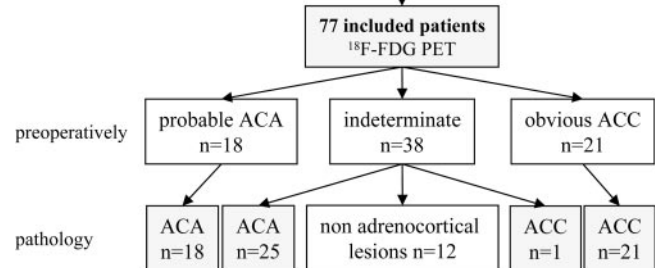 77 included patients
¹⁸F-FDG PET
preoperatively
probable ACA
n=18
indeterminate
n=38
obvious ACC
n=21
pathology
ACA
n=18
ACA
n=25
non adrenocortical
lesions n=12
ACC
n=1
ACC
n=21